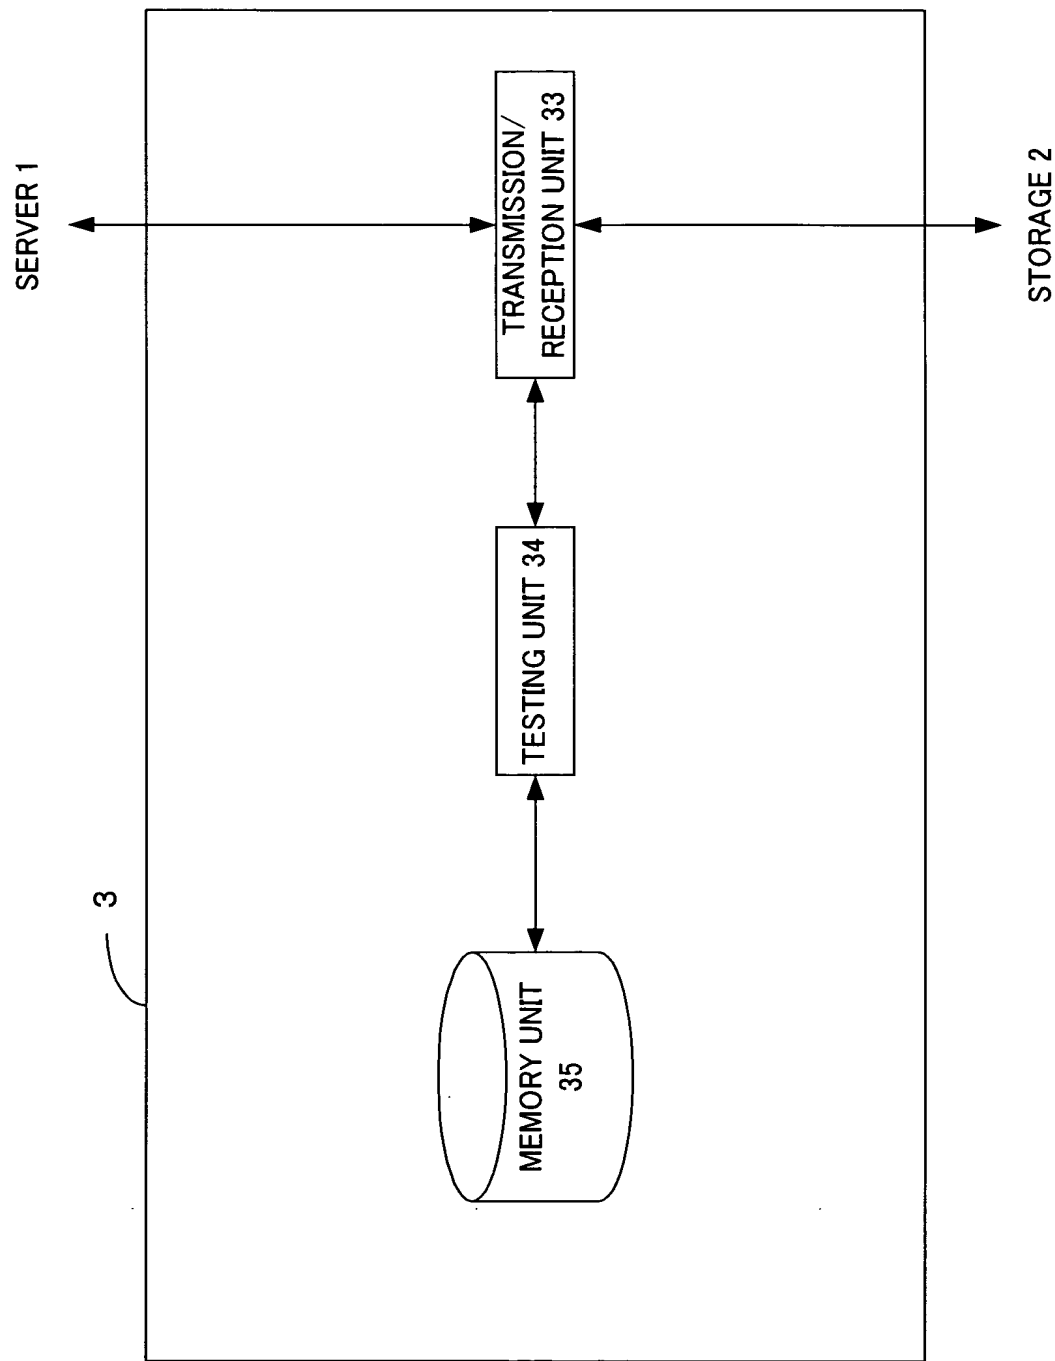 SERVER 1
3
TRANSMISSION/
RECEPTION UNIT 33
TESTING UNIT 34
MEMORY UNIT
35
STORAGE 2